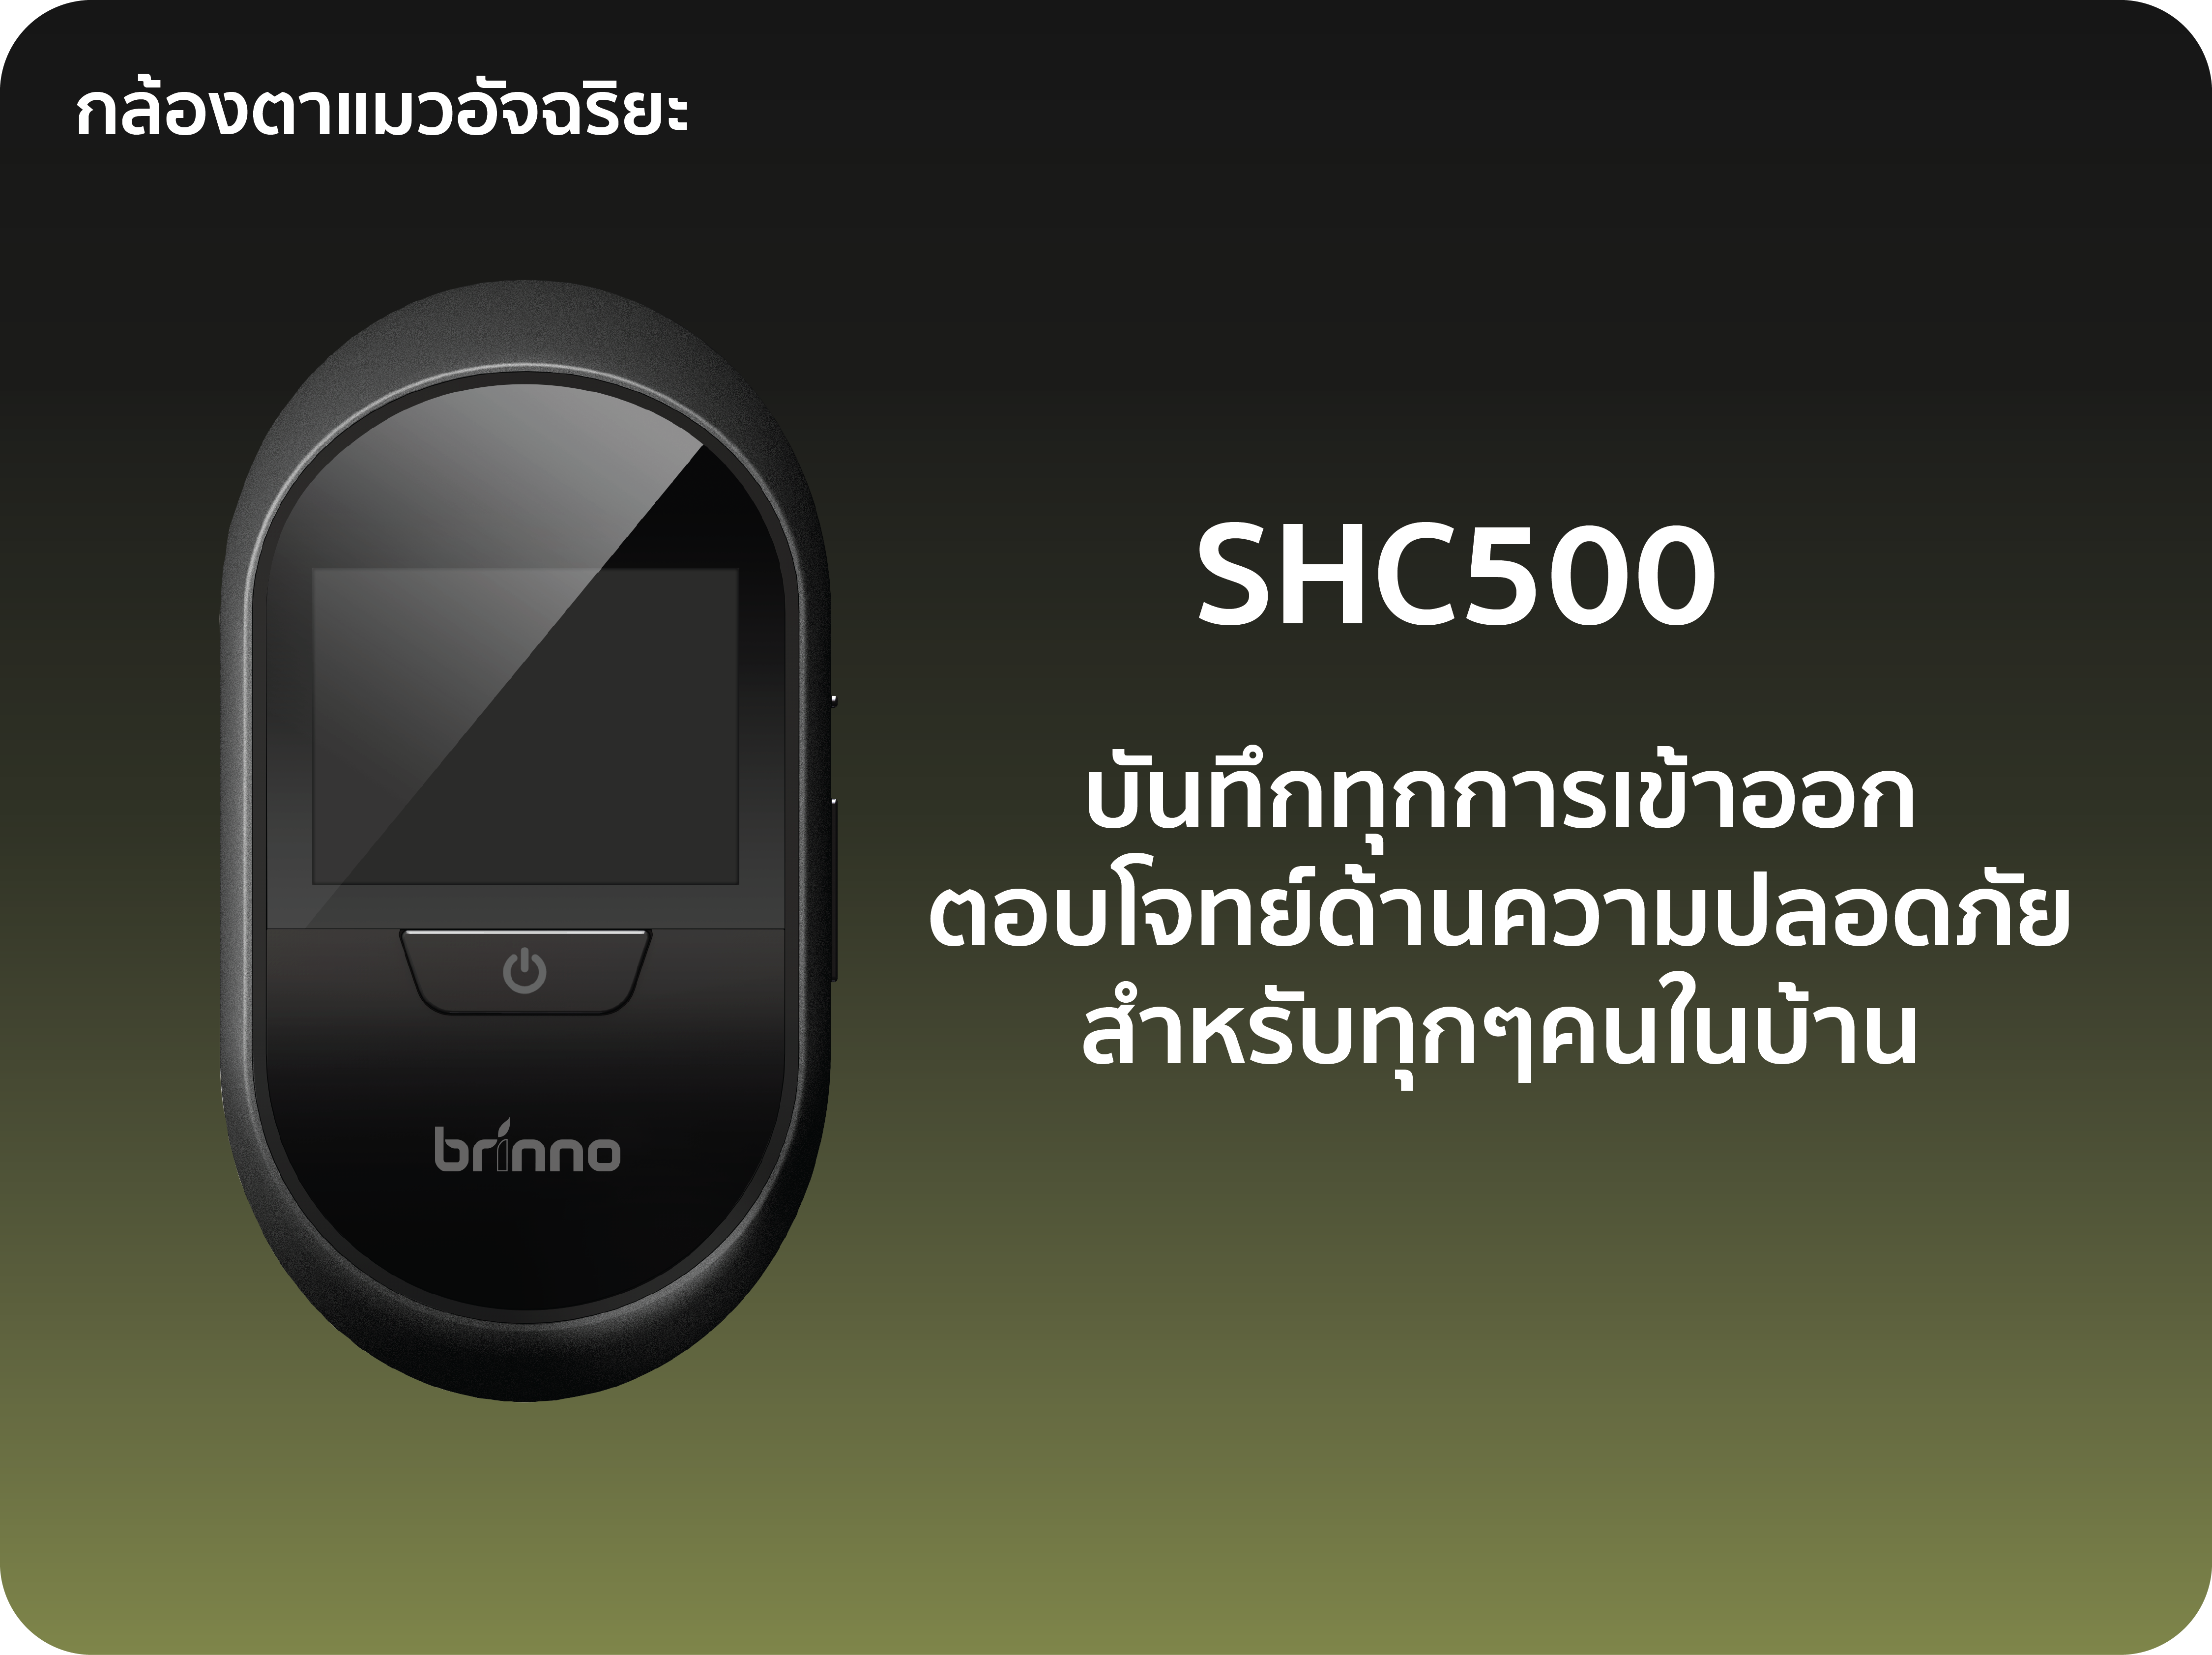 กล้องตาแมวอัจฉริยะ
SHC500
บันทึกทุกการเข้าออก
ตอบโจทย์ด้านความปลอดภัย
สำหรับทุกๆคนในบ้าน
brinno